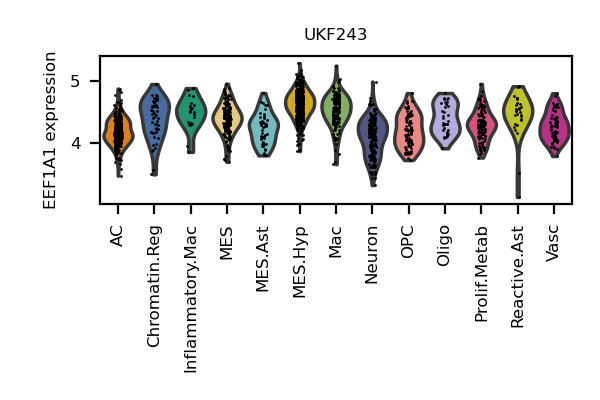 UKF243
EEF1A1 expression
5
4
AC
Chromatin.Reg
Inflammatory.Mac
MES
MES.Ast
MES.Hyp
Mac
Neuron
OPC
Oligo
Prolif.Metab
Reactive.Ast
Vasc